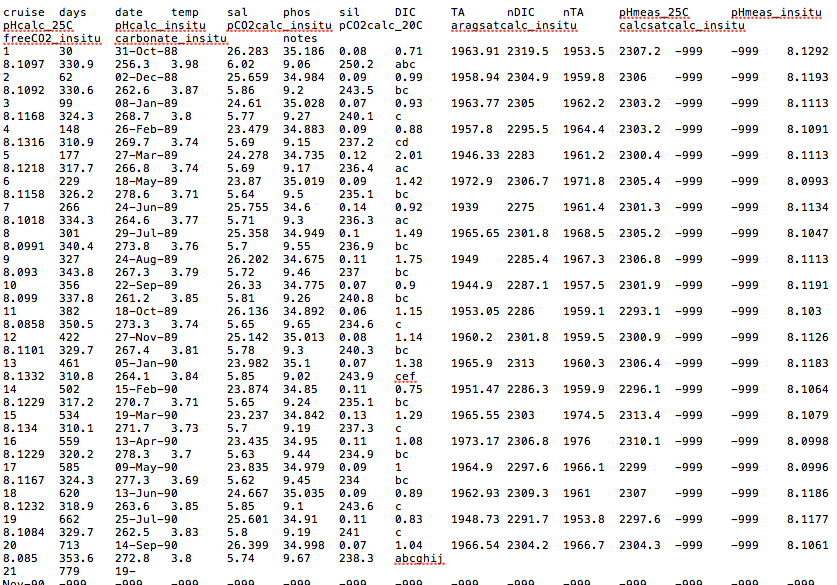 cruise days date temp sal phos sil DIC TA nDIC nTA pHmeas_25C pHmeas_insitu
pHcalc_25C pHcalc_insitu pCO2calc_insitu pCO2calc_20C aragsatcalc_insitu calcsatcalc_insitu
freeCO2_insitu carbonate_insitu notes
1 30 31-Oct-88 26.283 35.186 0.08 0.71 1963.91 2319.5 1953.5 2307.2 -999 -999 8.1292
8.1097 330.9 256.3 3.98 6.02 9.06 250.2 abc
2 62 02-Dec-88 25.659 34.984 0.09 0.99 1958.94 2304.9 1959.8 2306 -999 -999 8.1193
8.1092 330.6 262.6 3.87 5.86 9.2 243.5 bc
3 99 08-Jan-89 24.61 35.028 0.07 0.93 1963.77 2305 1962.2 2303.2 -999 -999 8.1113
8.1168 324.3 268.7 3.8 5.77 9.27 240.1 c
4 148 26-Feb-89 23.479 34.883 0.09 0.88 1957.8 2295.5 1964.4 2303.2 -999 -999 8.1091
8.1316 310.9 269.7 3.74 5.69 9.15 237.2 cd
5 177 27-Mar-89 24.278 34.735 0.12 2.01 1946.33 2283 1961.2 2300.4 -999 -999 8.1113
8.1218 317.7 266.8 3.74 5.69 9.17 236.4 ac
6 229 18-May-89 23.87 35.019 0.09 1.42 1972.9 2306.7 1971.8 2305.4 -999 -999 8.0993
8.1158 326.2 278.6 3.71 5.64 9.5 235.1 bc
7 266 24-Jun-89 25.755 34.6 0.14 0.92 1939 2275 1961.4 2301.3 -999 -999 8.1134
8.1018 334.3 264.6 3.77 5.71 9.3 236.3 ac
8 301 29-Jul-89 25.358 34.949 0.1 1.49 1965.65 2301.8 1968.5 2305.2 -999 -999 8.1047
8.0991 340.4 273.8 3.76 5.7 9.55 236.9 bc
9 327 24-Aug-89 26.202 34.675 0.11 1.75 1949 2285.4 1967.3 2306.8 -999 -999 8.1113
8.093 343.8 267.3 3.79 5.72 9.46 237 bc
10 356 22-Sep-89 26.33 34.775 0.07 0.9 1944.9 2287.1 1957.5 2301.9 -999 -999 8.1191
8.099 337.8 261.2 3.85 5.81 9.26 240.8 bc
11 382 18-Oct-89 26.136 34.892 0.06 1.15 1953.05 2286 1959.1 2293.1 -999 -999 8.103
8.0858 350.5 273.3 3.74 5.65 9.65 234.6 c
12 422 27-Nov-89 25.142 35.013 0.08 1.14 1960.2 2301.8 1959.5 2300.9 -999 -999 8.1126
8.1101 329.7 267.4 3.81 5.78 9.3 240.3 bc
13 461 05-Jan-90 23.982 35.1 0.07 1.38 1965.9 2313 1960.3 2306.4 -999 -999 8.1183
8.1332 310.8 264.1 3.84 5.85 9.02 243.9 cef
14 502 15-Feb-90 23.874 34.85 0.11 0.75 1951.47 2286.3 1959.9 2296.1 -999 -999 8.1064
8.1229 317.2 270.7 3.71 5.65 9.24 235.1 bc
15 534 19-Mar-90 23.237 34.842 0.13 1.29 1965.55 2303 1974.5 2313.4 -999 -999 8.1079
8.134 310.1 271.7 3.73 5.7 9.19 237.3 c
16 559 13-Apr-90 23.435 34.95 0.11 1.08 1973.17 2306.8 1976 2310.1 -999 -999 8.0998
8.1229 320.2 278.3 3.7 5.63 9.44 234.9 bc
17 585 09-May-90 23.835 34.979 0.09 1 1964.9 2297.6 1966.1 2299 -999 -999 8.0996
8.1167 324.3 277.3 3.69 5.62 9.45 234 bc
18 620 13-Jun-90 24.667 35.035 0.09 0.89 1962.93 2309.3 1961 2307 -999 -999 8.1186
8.1232 318.9 263.6 3.85 5.85 9.1 243.6 c
19 662 25-Jul-90 25.601 34.91 0.11 0.83 1948.73 2291.7 1953.8 2297.6 -999 -999 8.1177
8.1084 329.7 262.5 3.83 5.8 9.19 241 c
20 713 14-Sep-90 26.399 34.998 0.07 1.04 1966.54 2304.2 1966.7 2304.3 -999 -999 8.1061
8.085 353.6 272.8 3.8 5.74 9.67 238.3 abcghij
21 779 19-
Nov-90 -999 -999 -999 -999 -999 -999 -999 -999 -999 -999 -999 -999 -999